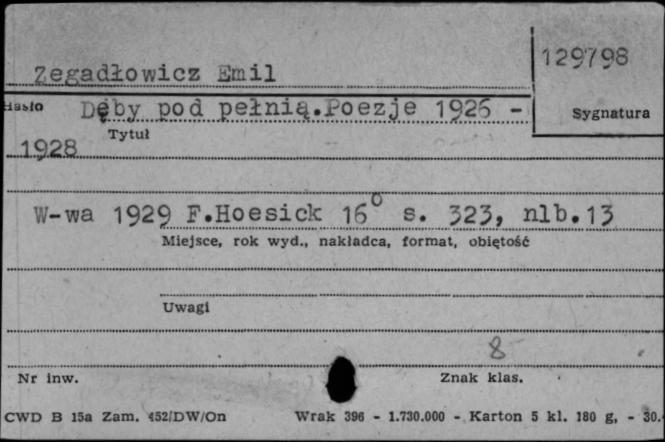 129798
Zegadłowicz Emil
Hasło Dęby pod pełnią.Poezje 1926 - Sygnatura
Tytuł
1928
W-wa 1929 F.Hoesick 16° s. 323, nlb.13
Miejsce, rok wyd., nakładca, format, objętość
Uwagi
8
Nr inw. Znak klas.
CWD B 15a Zam. 452/DW/On Wrak 396 - 1.730.000 - Karton 5 kl. 180 g, - 30.